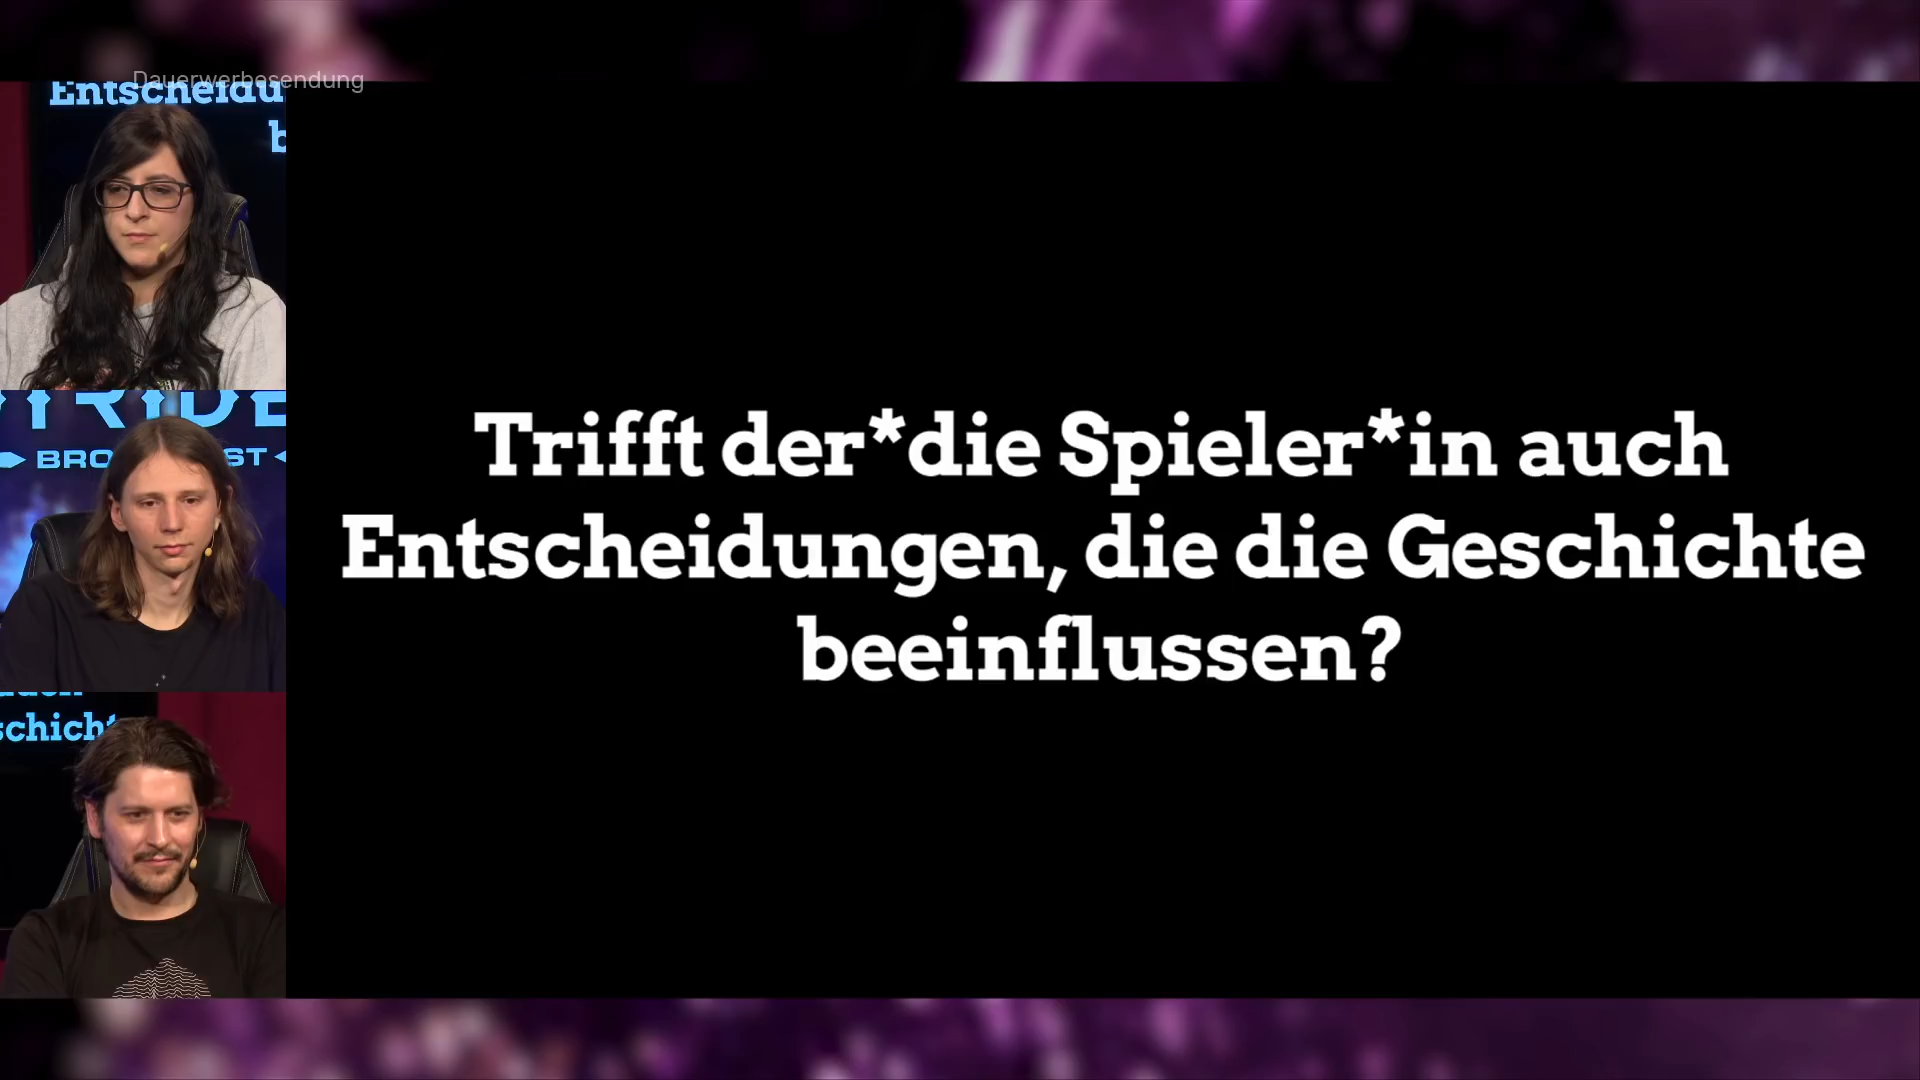 Dauerwerbesendung
Trifft der*die Spieler*in auch
Entscheidungen, die die Geschichte
beeinflussen?